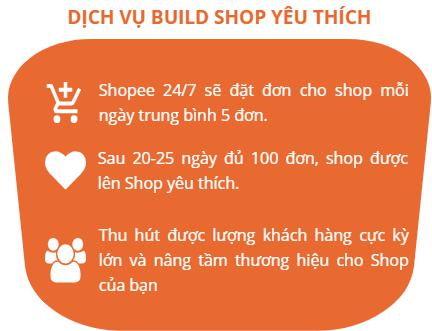 DỊCH VỤ BUILD SHOP YÊU THÍCH
Shopee 24/7 sẽ đặt đơn cho shop mỗi
ngày trung bình 5 đơn.
Sau 20-25 ngày đủ 100 đơn, shop được
lên Shop yêu thích.
Thu hút được lượng khách hàng cực kỳ
lớn và nâng tầm thương hiệu cho Shop
của bạn